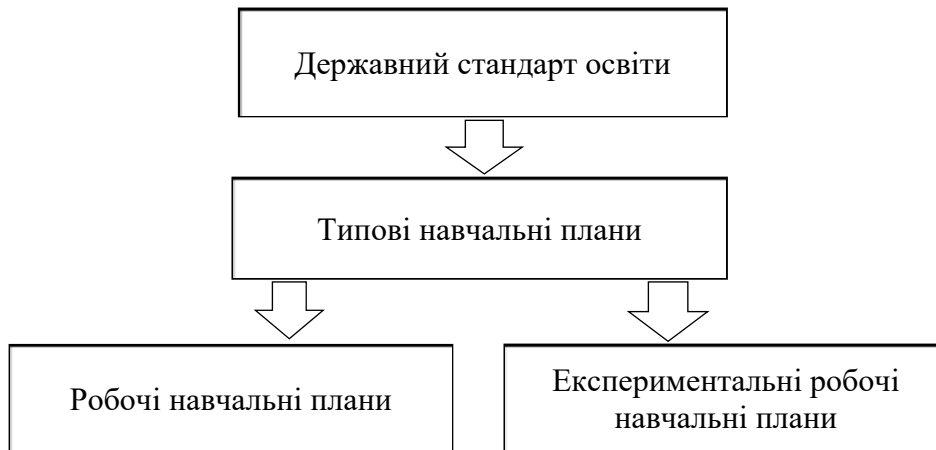 Державний стандарт освіти
Типові навчальні плани
Робочі навчальні плани
Експериментальні робочі
навчальні плани